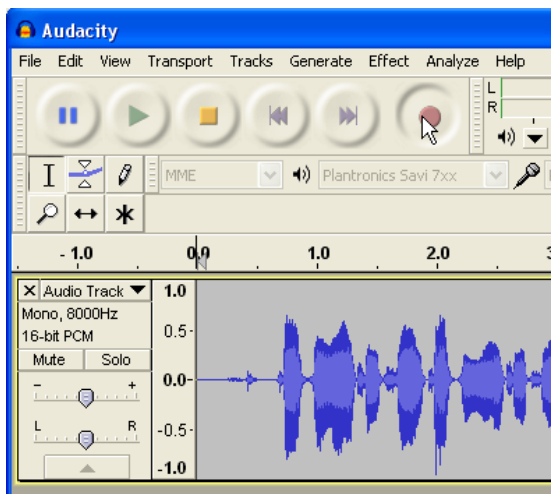 Audacity
File Edit View Transport Tracks Generate Effect Analyze Help
L
R
MME
Plantronics Savi 7xx
- 1.0 0.0 1.0 2.0 3
Audio Track
Mono, 8000Hz
16-bit PCM
Mute Solo
- +
L R
1.0
0.5-
0.0-
-0.5-
-1.0